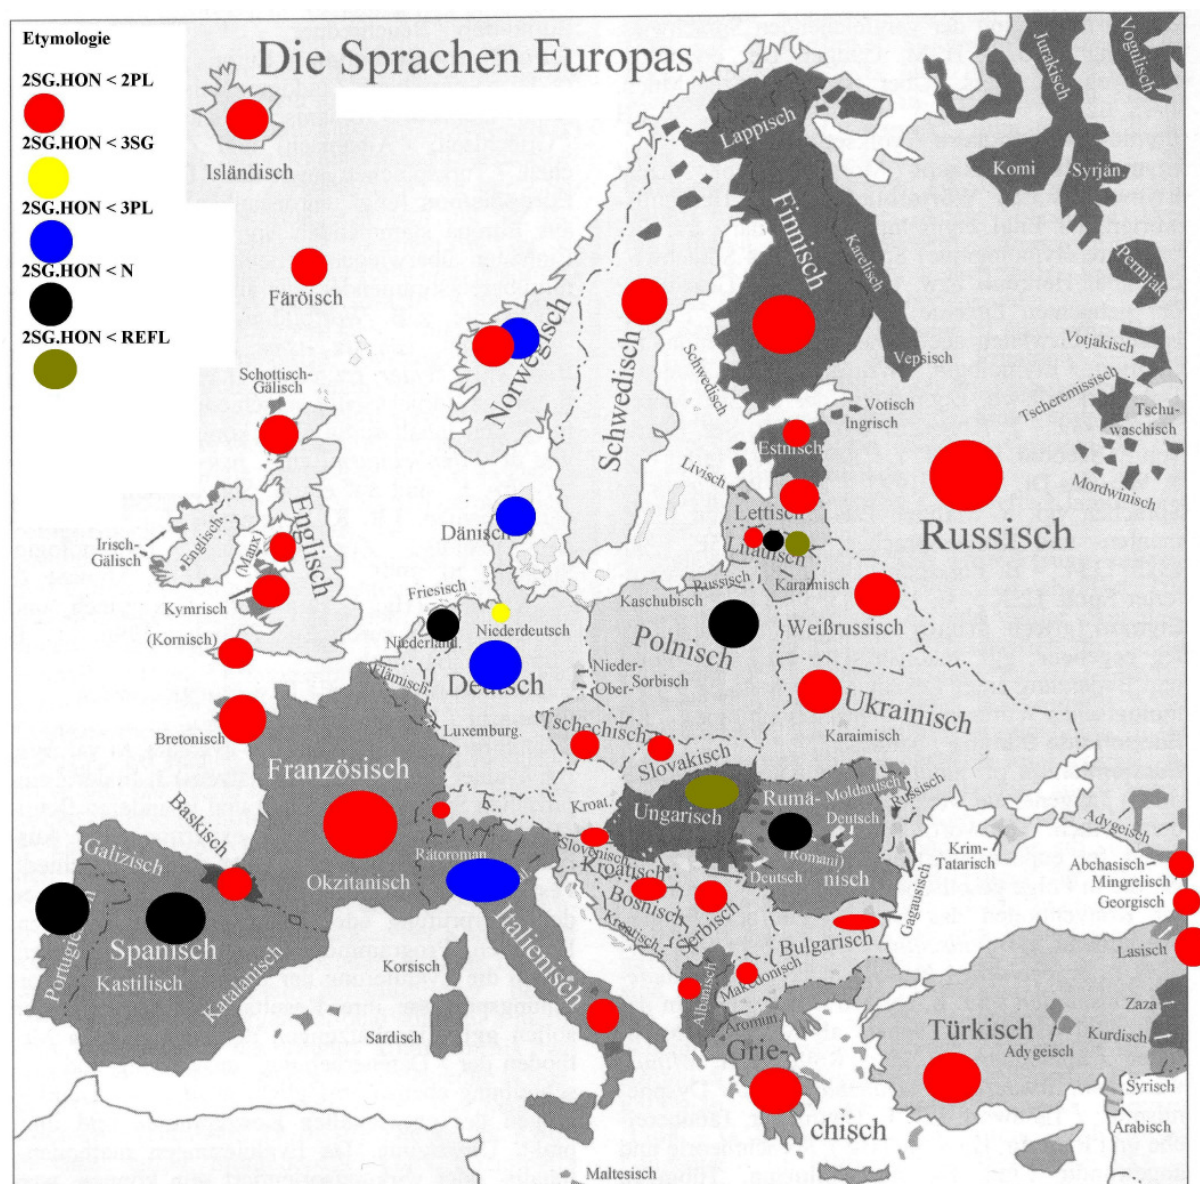 Etymologie
2SG.HON < 2PL
2SG.HON < 3SG
2SG.HON < 3PL
2SG.HON < N
2SG.HON < REFL
Die Sprachen Europas
Isländisch
Färöisch
Lappisch
Finnisch
Karelisch
Jurakisch
Vogulisch
Komi
-Syrjän.
Permjak.
Votjakisch
Tscheremissisch
Tschu-
waschisch
Mordwinisch
Vepsisch
Votisch
Ingrisch
Norwegisch
Schwedisch
Schwedisch
Schottisch-
Gälisch
Irisch-
Gälisch
Englisch
(Manx)
Englisch
Kymrisch
(Kornisch)
Bretonisch
Dänisch
Friesisch
Niederland.
Niederdeutsch
Flämisch
Deutsch
Luxemburg.
Estnisch
Livisch
Lettisch
Litauisch
Russisch
Karaimisch
Kaschubisch
Polnisch
Weißrussisch
Russisch
Nieder-
Ober-
Sorbisch
Tschechisch
Slovakisch
Ukrainisch
Karaimisch
Französisch
Okzitanisch
Baskisch
Galizisch
Portugies
Spanisch
Kastilisch
Katalanisch
Rätoroman.
Italienisch
Korsisch
Sardisch
Kroat.
Ungarisch
Slovenisch
Kroatisch
Bosnisch
Kroatisch
Serbisch
Rumä-
nisch
Moldauisch
Deutsch
(Romani)
Deutsch
Russisch
Gagausisch
Krim-
Tatarisch
Bulgarisch
Makedonisch
Albanisch
Aromun.
Grie-
chisch
Adygeisch
Abchasisch-
Mingrelisch
Georgisch
Lasisch
Zaza
Kurdisch
Türkisch
Adygeisch
Syrisch
Arabisch
Maltesisch